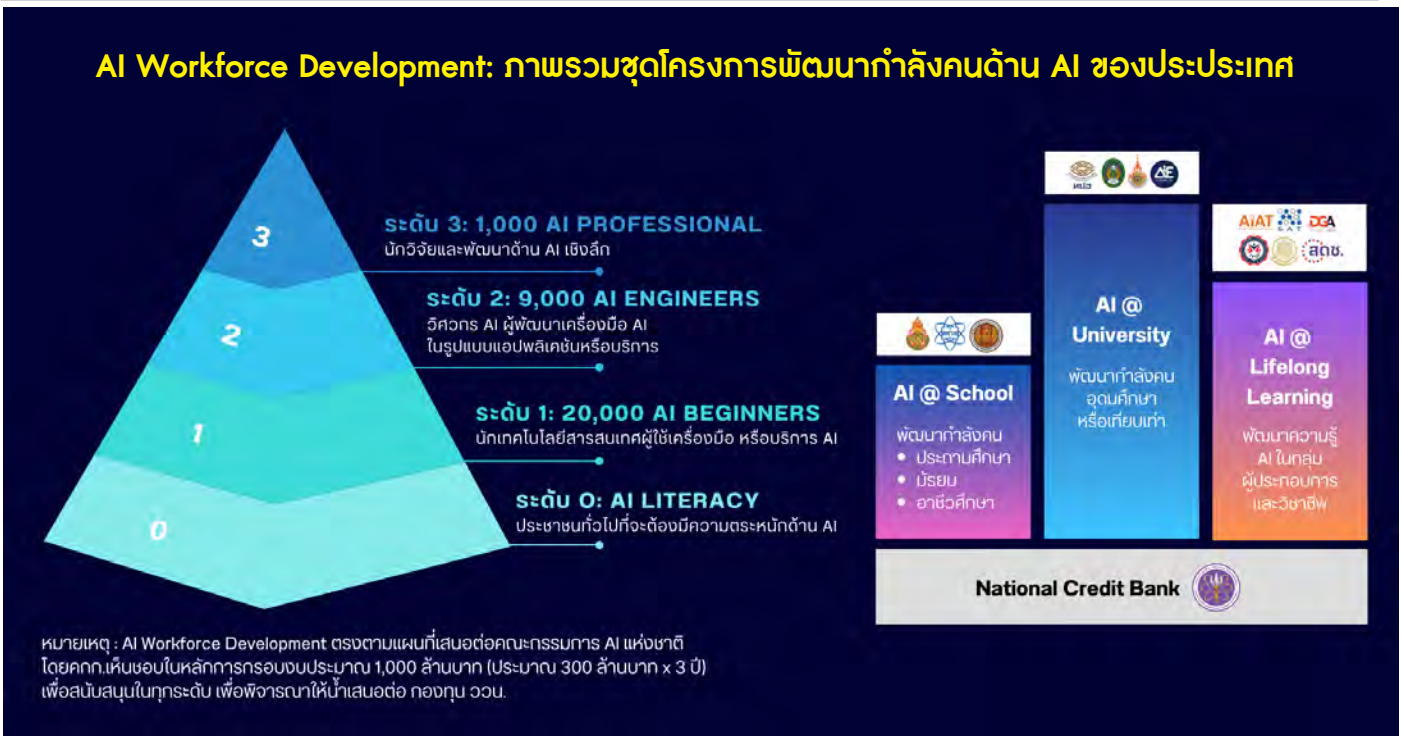 AI Workforce Development: ภาพรวมชุดโครงการพัฒนากำลังคนด้าน AI ของประประเทศ
3
ระดับ 3: 1,000 AI PROFESSIONAL
นักวิจัยและพัฒนาด้าน AI เชิงลึก
2
ระดับ 2: 9,000 AI ENGINEERS
วิศวกร AI ผู้พัฒนาเครื่องมือ AI
ในรูปแบบแอปพลิเคชันหรือบริการ
1
ระดับ 1: 20,000 AI BEGINNERS
นักเทคโนโลยีสารสนเทศผู้ใช้เครื่องมือ หรือบริการ AI
0
ระดับ 0: AI LITERACY
ประชาชนทั่วไปที่จะต้องมีความตระหนักด้าน AI
AI @ School
พัฒนากำลังคน
• ประถามศึกษา
• มัธยม
• อาชีวศึกษา
AI @
University
พัฒนากำลังคน
อุดมศึกษา
หรือเทียบเท่า
AiAT
DGA
สดช.
AI @
Lifelong
Learning
พัฒนาความรู้
AI ในกลุ่ม
ผู้ประกอบการ
และวิชาชีพ
National Credit Bank
หมายเหตุ : AI Workforce Development ตรงตามแผนที่เสนอต่อคณะกรรมการ AI แห่งชาติ
โดยคกก.เห็นชอบในหลักการกรอบงบประมาณ 1,000 ล้านบาท (ประมาณ 300 ล้านบาท x 3 ปี)
เพื่อสนับสนุนในทุกระดับ เพื่อพิจารณาให้น้ำเสนอต่อ กองทุน ววน.